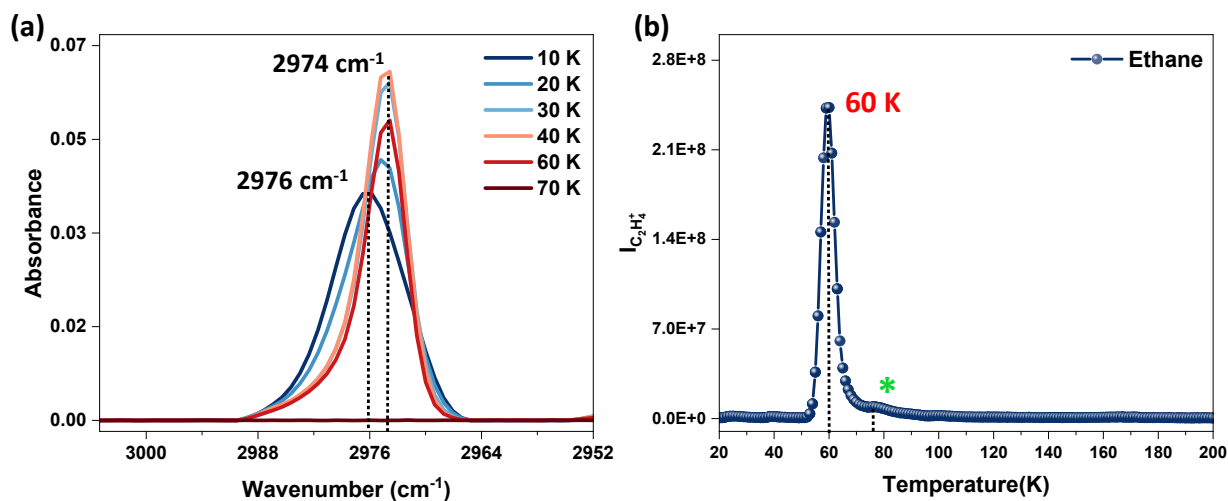 (a)
2974 cm-1
2976 cm-1
10 K
20 K
30 K
40 K
60 K
70 K
0.07
0.05
0.03
0.02
0.00
Absorbance
3000 2988 2976 2964 2952
Wavenumber (cm-1)
(b)
Ethane
60 K
*
2.8E+8
2.1E+8
1.4E+8
7.0E+7
0.0E+0
I C2H4+
20 40 60 80 100 120 140 160 180 200
Temperature(K)